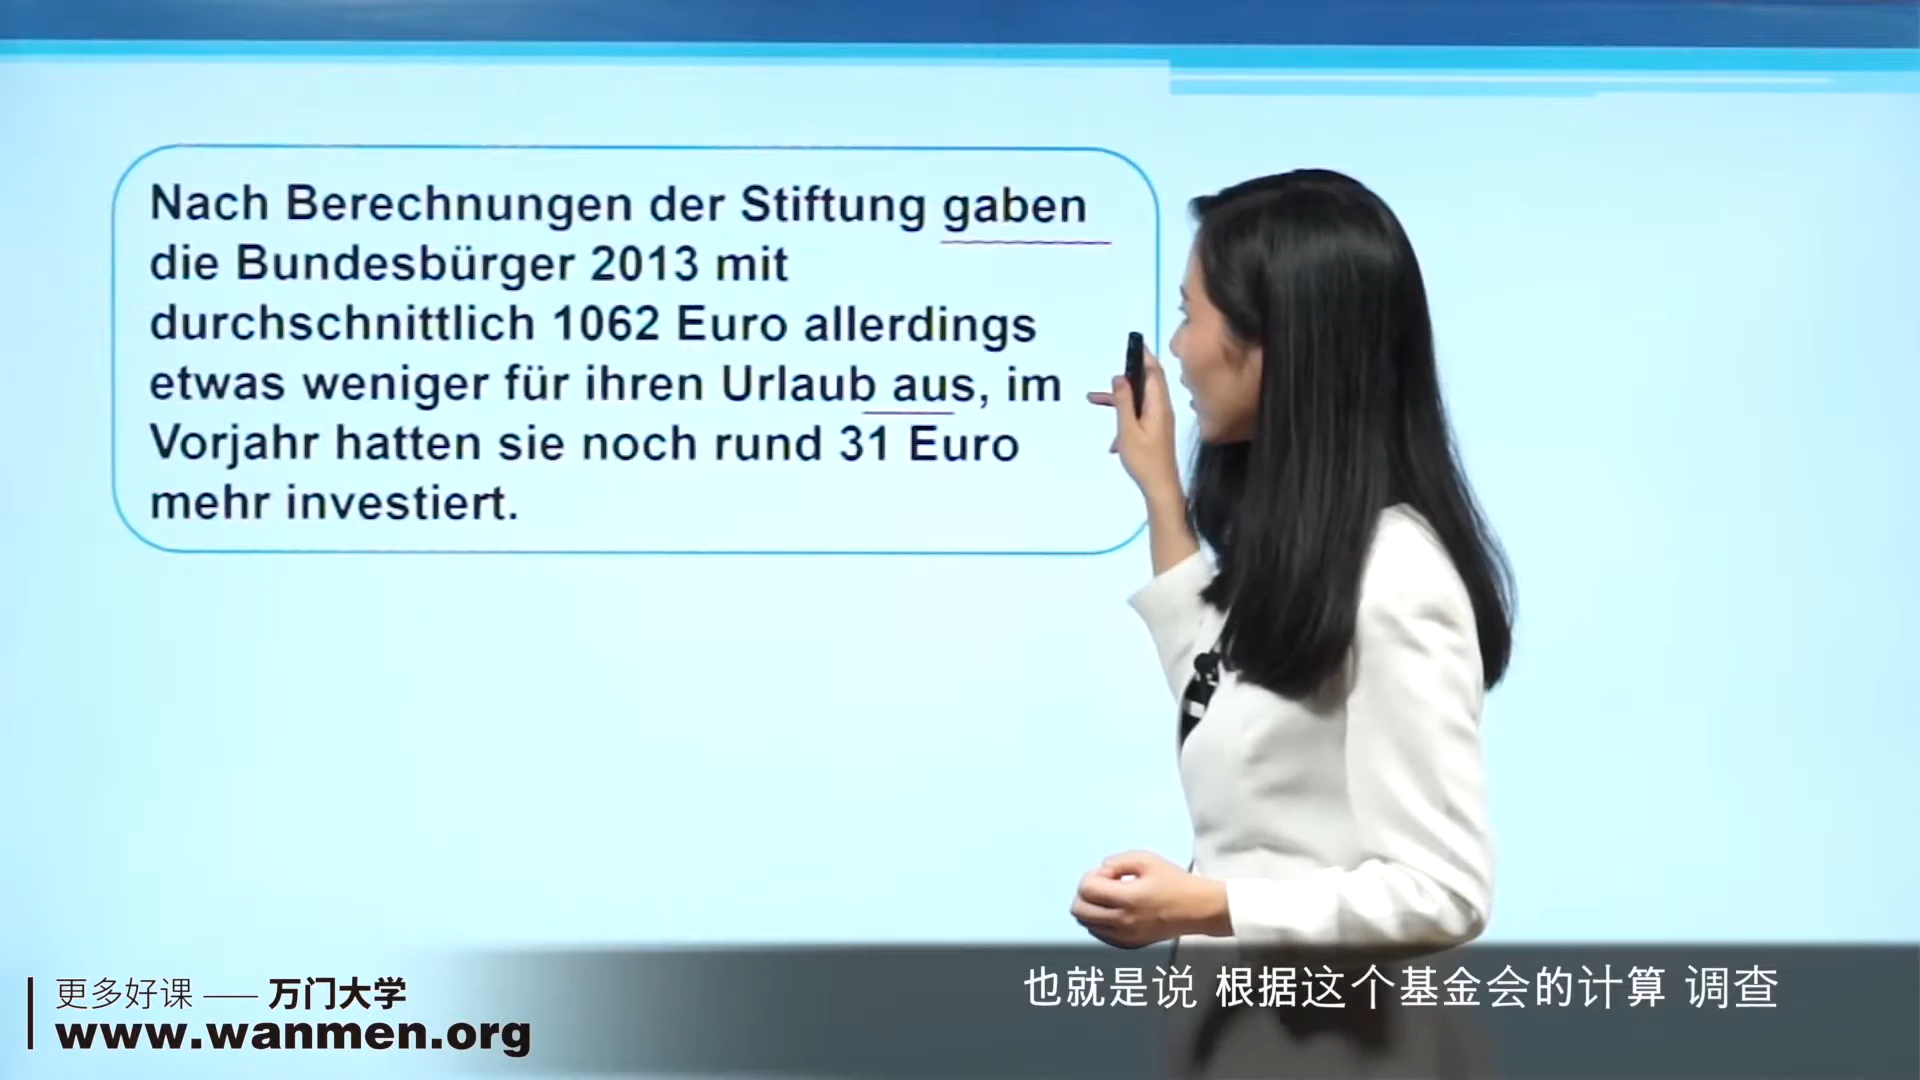 Nach Berechnungen der Stiftung gaben
die Bundesbürger 2013 mit
durchschnittlich 1062 Euro allerdings
etwas weniger für ihren Urlaub aus, im
Vorjahr hatten sie noch rund 31 Euro
mehr investiert.
更多好课 —— 万门大学
www.wanmen.org
也就是说 根据这个基金会的计算 调查